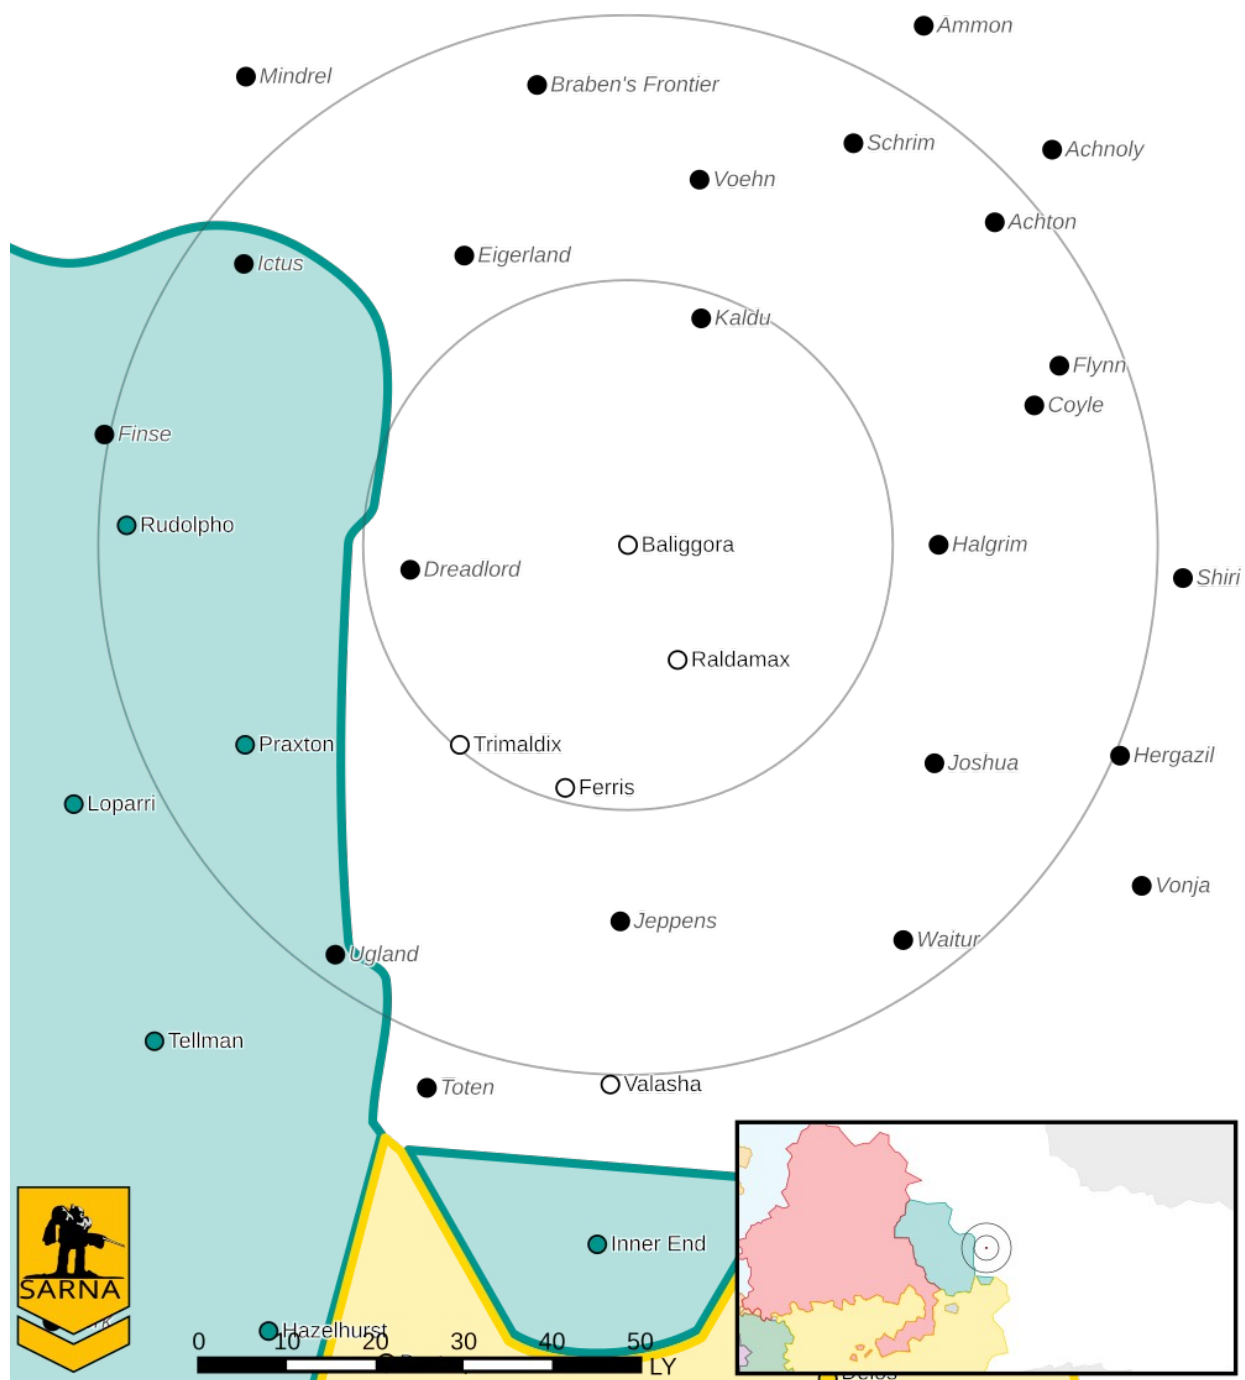 Ammon
Mindrel
Braben's Frontier
Schrim
Achnoly
Voehn
Achton
Eigerland
Ictus
Kaldu
Flynn
Coyle
Finse
Rudolpho
Baliggora
Halgrim
Dreadlord
Shiri
Raldamax
Praxton
Trimaldix
Hergazil
Joshua
Ferris
Loparri
Vonja
Jeppens
Waitur
Ugland
Tellman
Valasha
Toten
Inner End
SARNA
Hazelhurst
0 10 20 30 40 50
LY